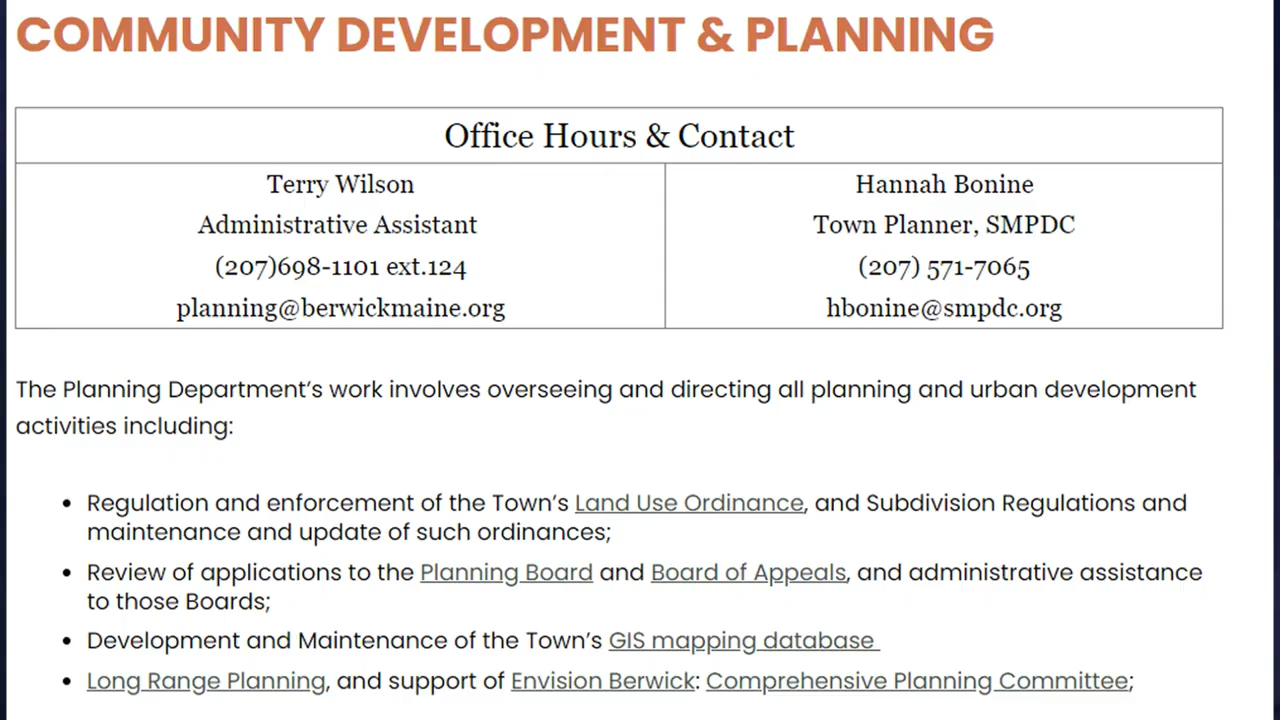 COMMUNITY DEVELOPMENT & PLANNING
Office Hours & Contact
Terry Wilson
Administrative Assistant
(207)698-1101 ext.124
planning@berwickmaine.org
Hannah Bonine
Town Planner, SMPDC
(207) 571-7065
hbonine@smpdc.org
The Planning Department’s work involves overseeing and directing all planning and urban development
activities including:
• Regulation and enforcement of the Town’s Land Use Ordinance, and Subdivision Regulations and
maintenance and update of such ordinances;
• Review of applications to the Planning Board and Board of Appeals, and administrative assistance
to those Boards;
• Development and Maintenance of the Town’s GIS mapping database
• Long Range Planning, and support of Envision Berwick: Comprehensive Planning Committee;